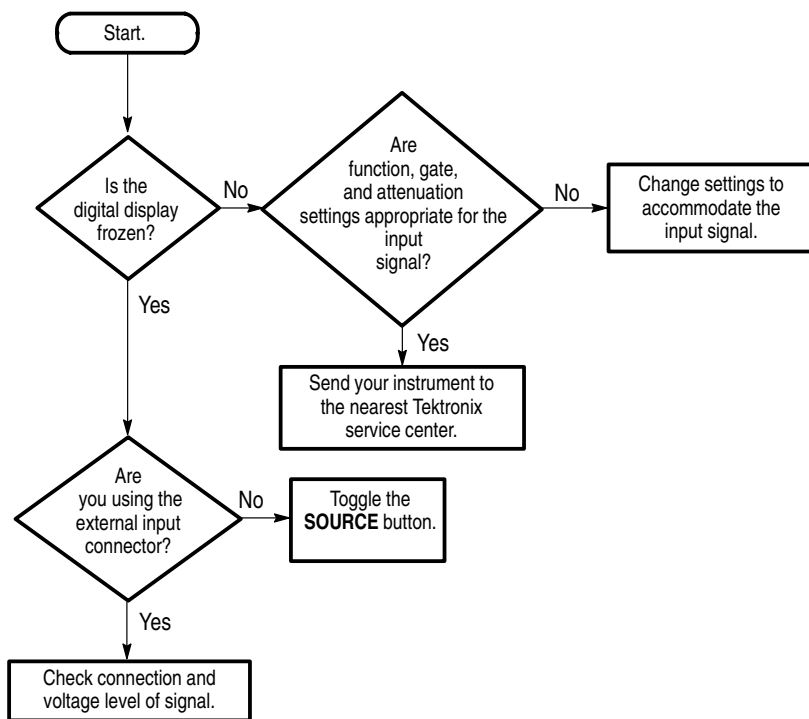 Start.
Is the
digital display
frozen?
No
Are
function, gate,
and attenuation
settings appropriate for the
input
signal?
No
Change settings to
accommodate the
input signal.
Yes
Yes
Send your instrument to
the nearest Tektronix
service center.
Are
you using the
external input
connector?
No
Toggle the
SOURCE button.
Yes
Check connection and
voltage level of signal.